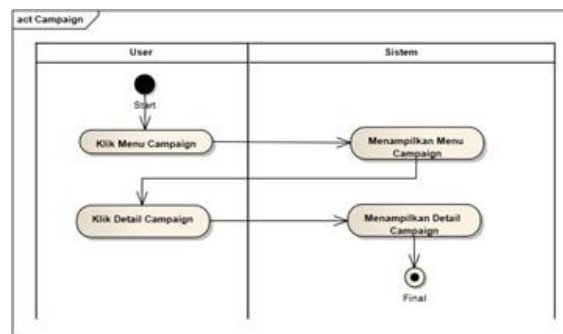 act Campaign
User
Sistem
Start
Klik Menu Campaign
Menampilkan Menu
Campaign
Klik Detail Campaign
Menampilkan Detail
Campaign
Final